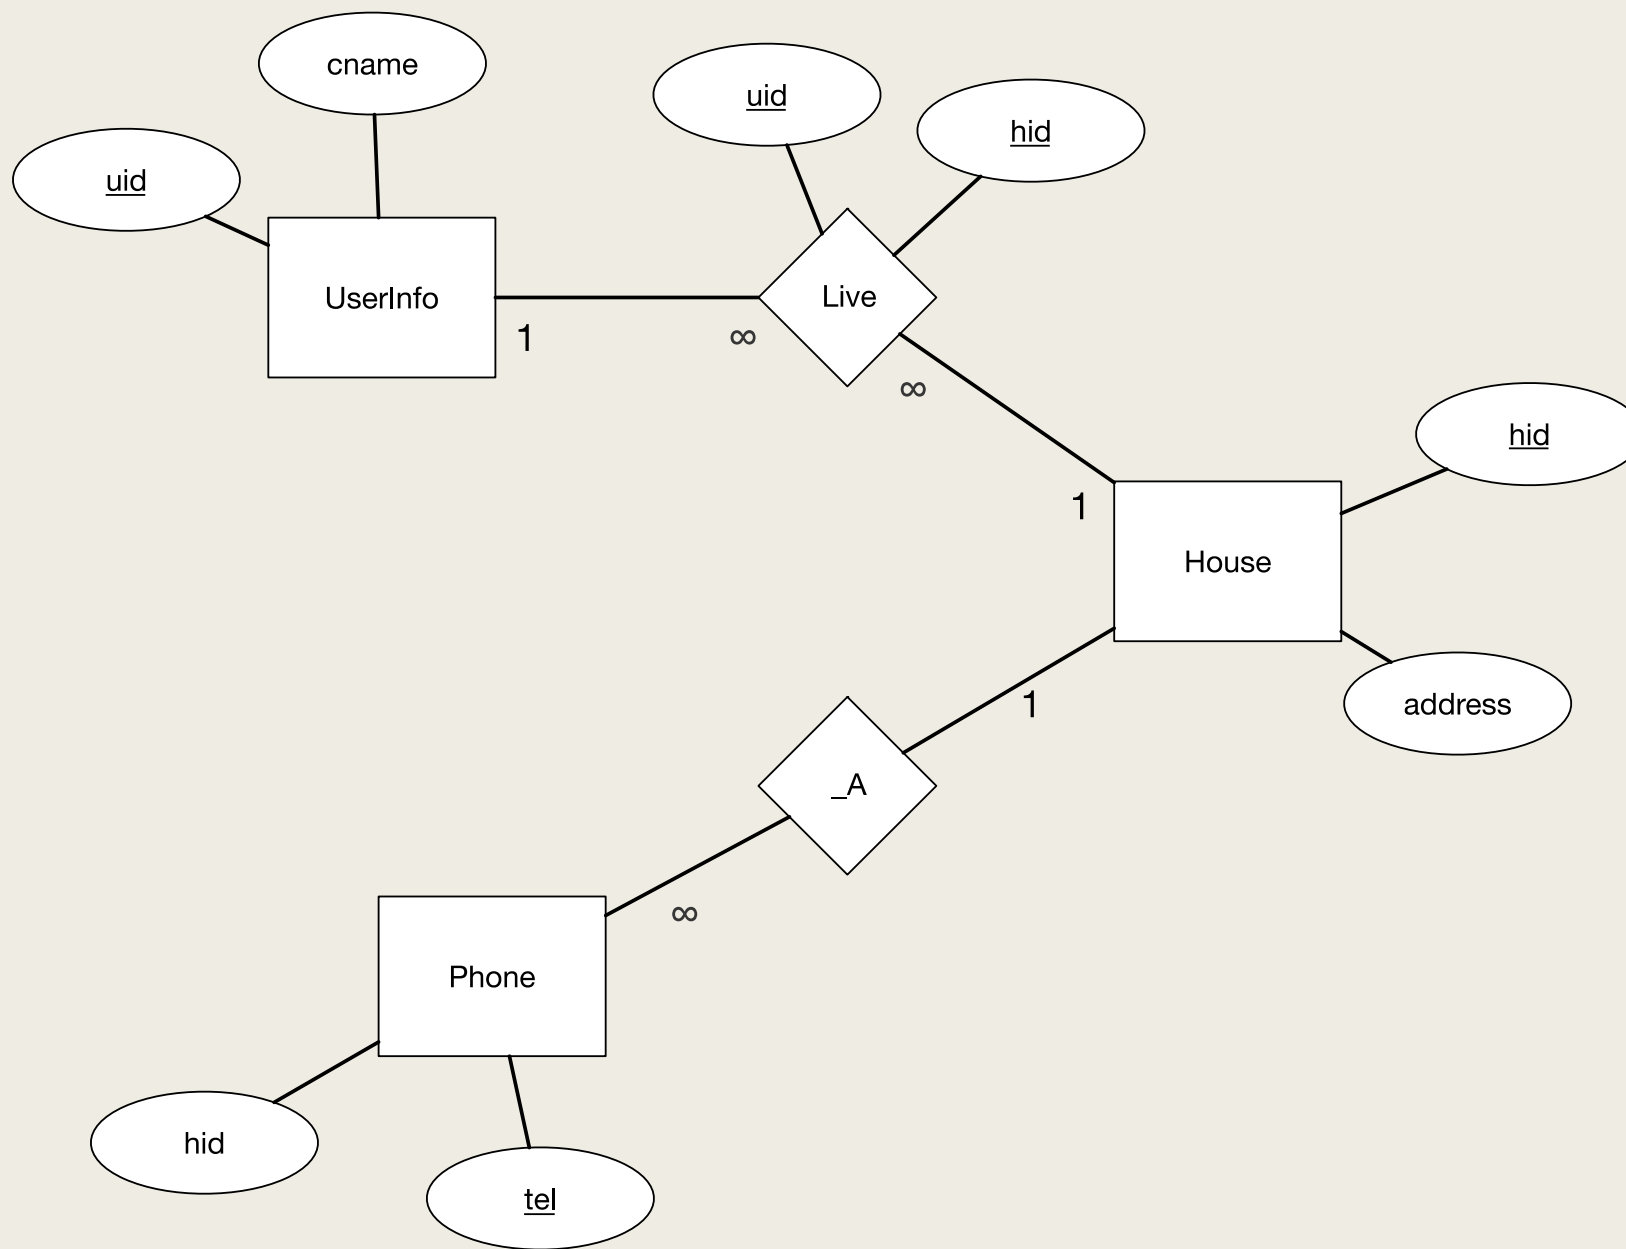 cname
uid
hid
uid
UserInfo
Live
1
∞
∞
hid
1
House
1
address
_A
∞
Phone
hid
tel